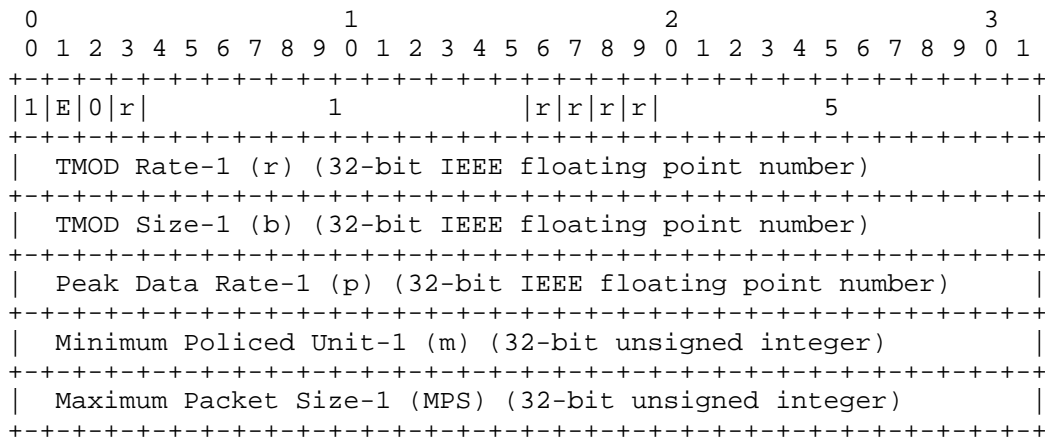 0                   1                   2                   3
 0 1 2 3 4 5 6 7 8 9 0 1 2 3 4 5 6 7 8 9 0 1 2 3 4 5 6 7 8 9 0 1
+-+-+-+-+-+-+-+-+-+-+-+-+-+-+-+-+-+-+-+-+-+-+-+-+-+-+-+-+-+-+-+-+
|1|E|0|r|           1           |r|r|r|r|          5            |
+-+-+-+-+-+-+-+-+-+-+-+-+-+-+-+-+-+-+-+-+-+-+-+-+-+-+-+-+-+-+-+-+
|  TMOD Rate-1 (r) (32-bit IEEE floating point number)          |
+-+-+-+-+-+-+-+-+-+-+-+-+-+-+-+-+-+-+-+-+-+-+-+-+-+-+-+-+-+-+-+-+
|  TMOD Size-1 (b) (32-bit IEEE floating point number)          |
+-+-+-+-+-+-+-+-+-+-+-+-+-+-+-+-+-+-+-+-+-+-+-+-+-+-+-+-+-+-+-+-+
|  Peak Data Rate-1 (p) (32-bit IEEE floating point number)     |
+-+-+-+-+-+-+-+-+-+-+-+-+-+-+-+-+-+-+-+-+-+-+-+-+-+-+-+-+-+-+-+-+
|  Minimum Policed Unit-1 (m) (32-bit unsigned integer)         |
+-+-+-+-+-+-+-+-+-+-+-+-+-+-+-+-+-+-+-+-+-+-+-+-+-+-+-+-+-+-+-+-+
|  Maximum Packet Size-1 (MPS) (32-bit unsigned integer)        |
+-+-+-+-+-+-+-+-+-+-+-+-+-+-+-+-+-+-+-+-+-+-+-+-+-+-+-+-+-+-+-+-+